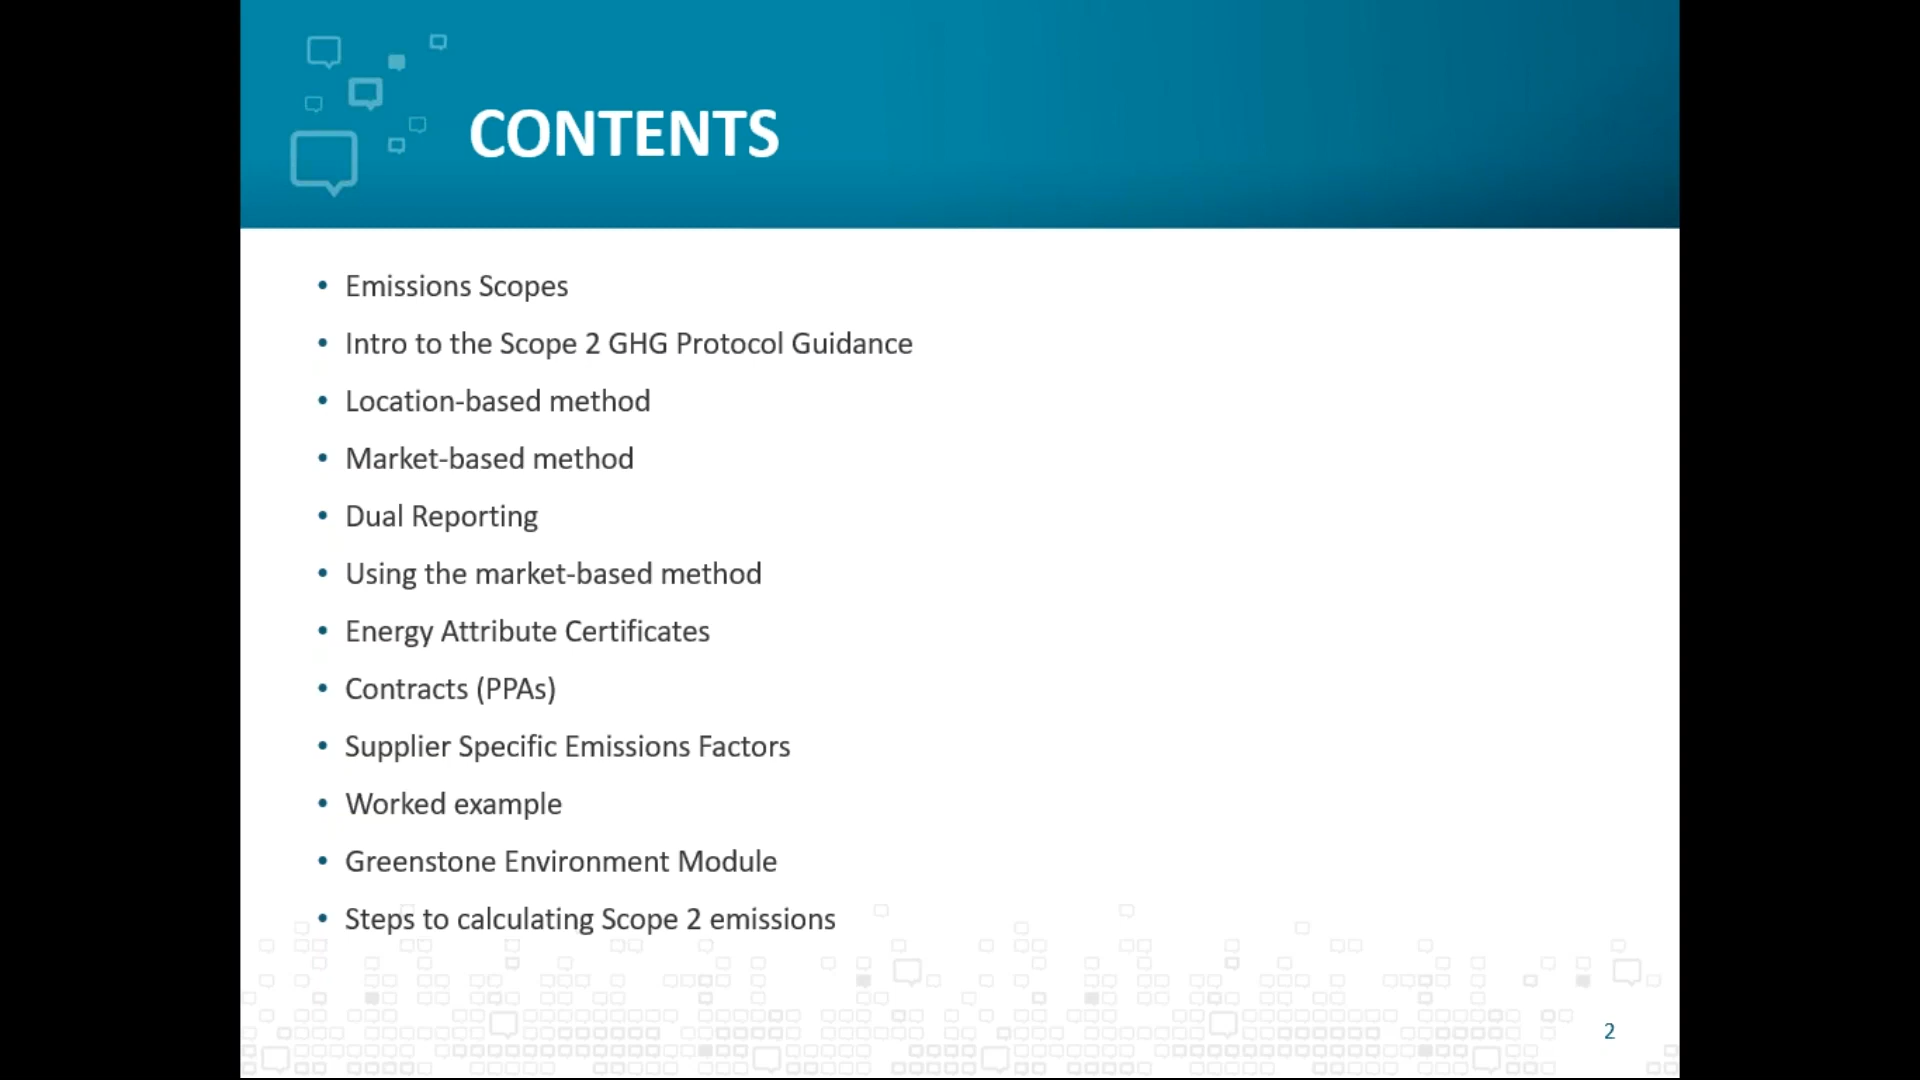 CONTENTS
• Emissions Scopes
• Intro to the Scope 2 GHG Protocol Guidance
• Location-based method
• Market-based method
• Dual Reporting
• Using the market-based method
• Energy Attribute Certificates
• Contracts (PPAs)
• Supplier Specific Emissions Factors
• Worked example
• Greenstone Environment Module
• Steps to calculating Scope 2 emissions
2